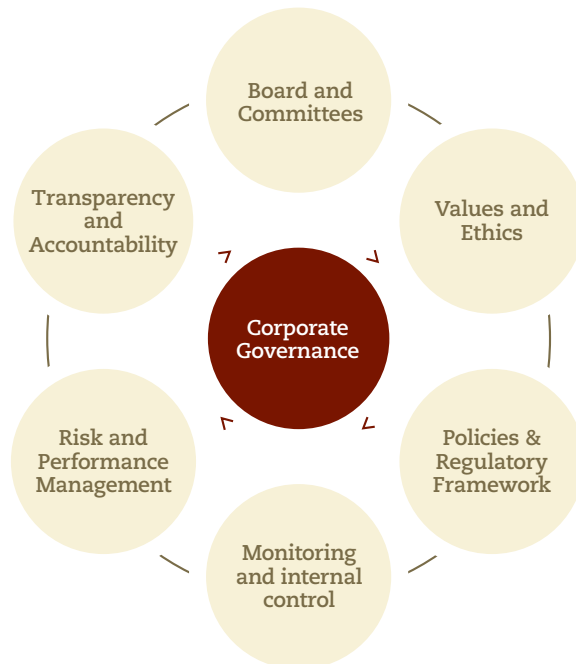 Board and
Committees
Transparency
and
Accountability
Values and
Ethics
Corporate
Governance
Risk and
Performance
Management
Policies &
Regulatory
Framework
Monitoring
and internal
control